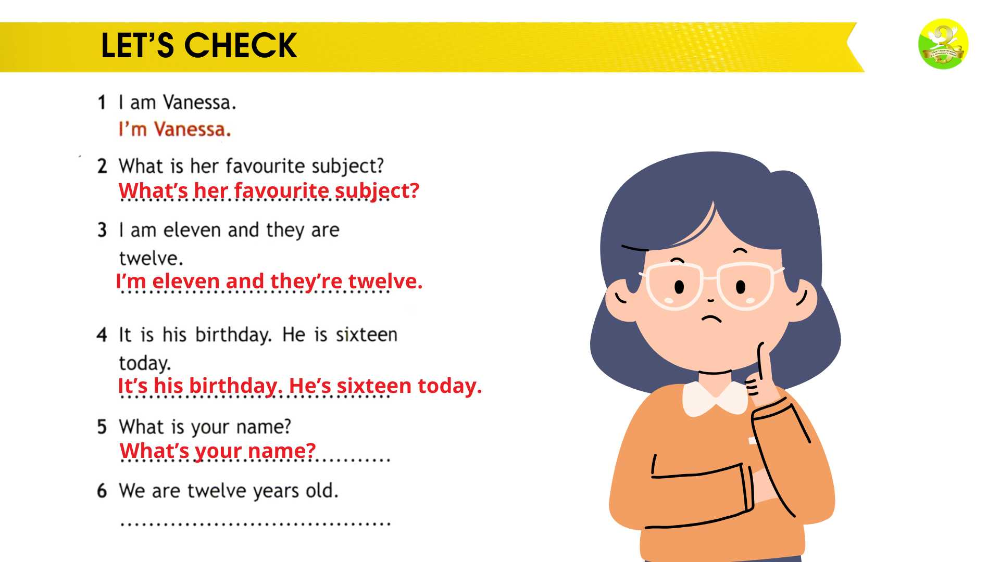 LET’S CHECK
1 I am Vanessa.
I’m Vanessa.
2 What is her favourite subject?
What’s her favourite subject?
3 I am eleven and they are
twelve.
I’m eleven and they’re twelve.
4 It is his birthday. He is sixteen
today.
It’s his birthday. He’s sixteen today.
5 What is your name?
What’s your name?
6 We are twelve years old.
3